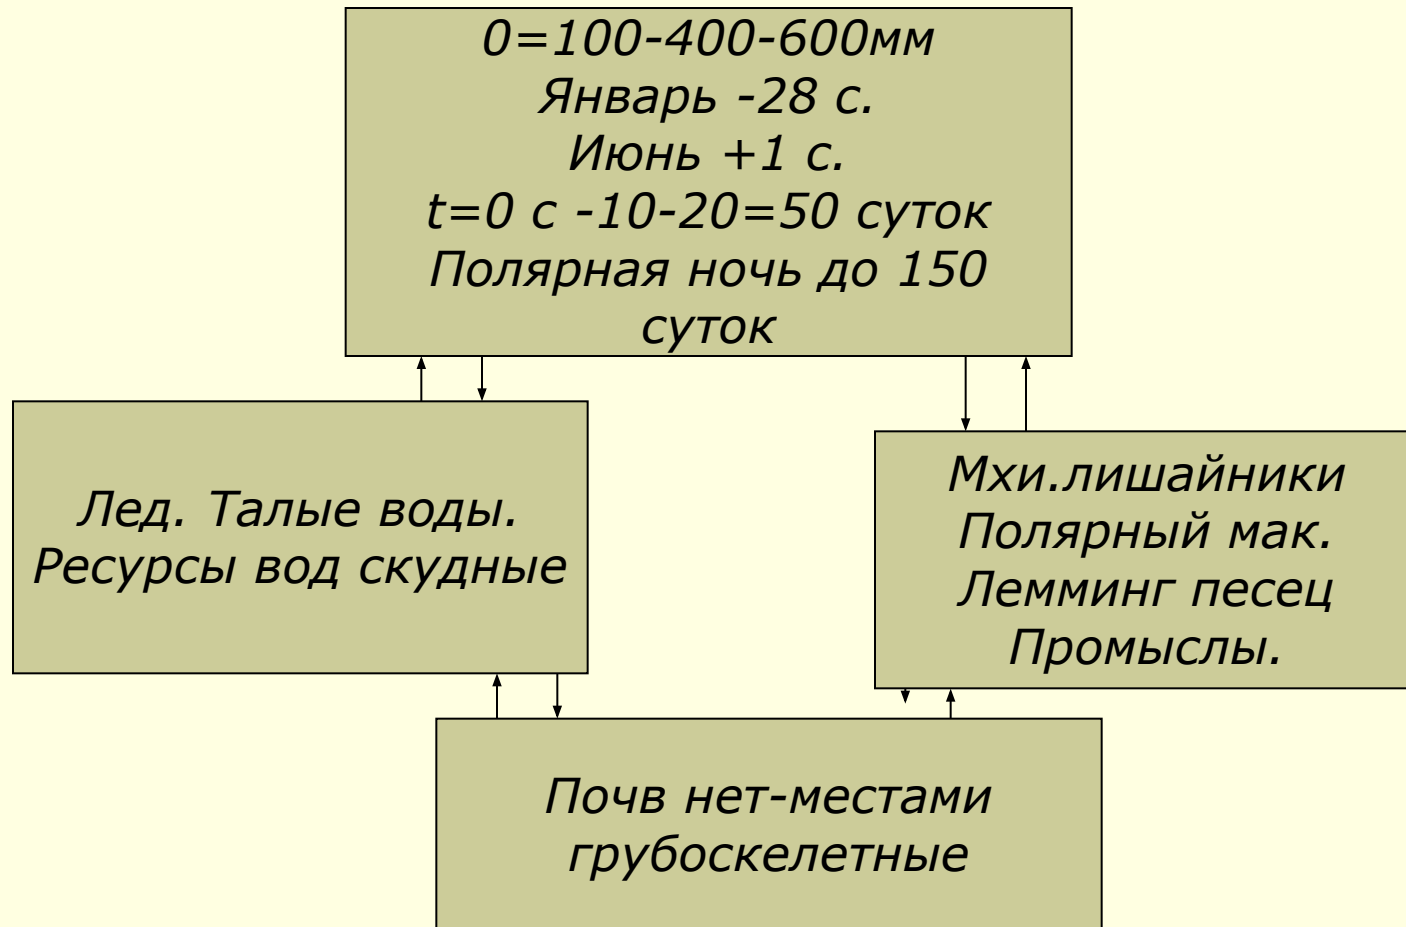 0=100-400-600мм
Январь -28 с.
Июнь +1 с.
t=0 с -10-20=50 суток
Полярная ночь до 150
суток
Лед. Талые воды.
Ресурсы вод скудные
Мхи.лишайники
Полярный мак.
Лемминг песец
Промыслы.
Почв нет-местами
грубоскелетные